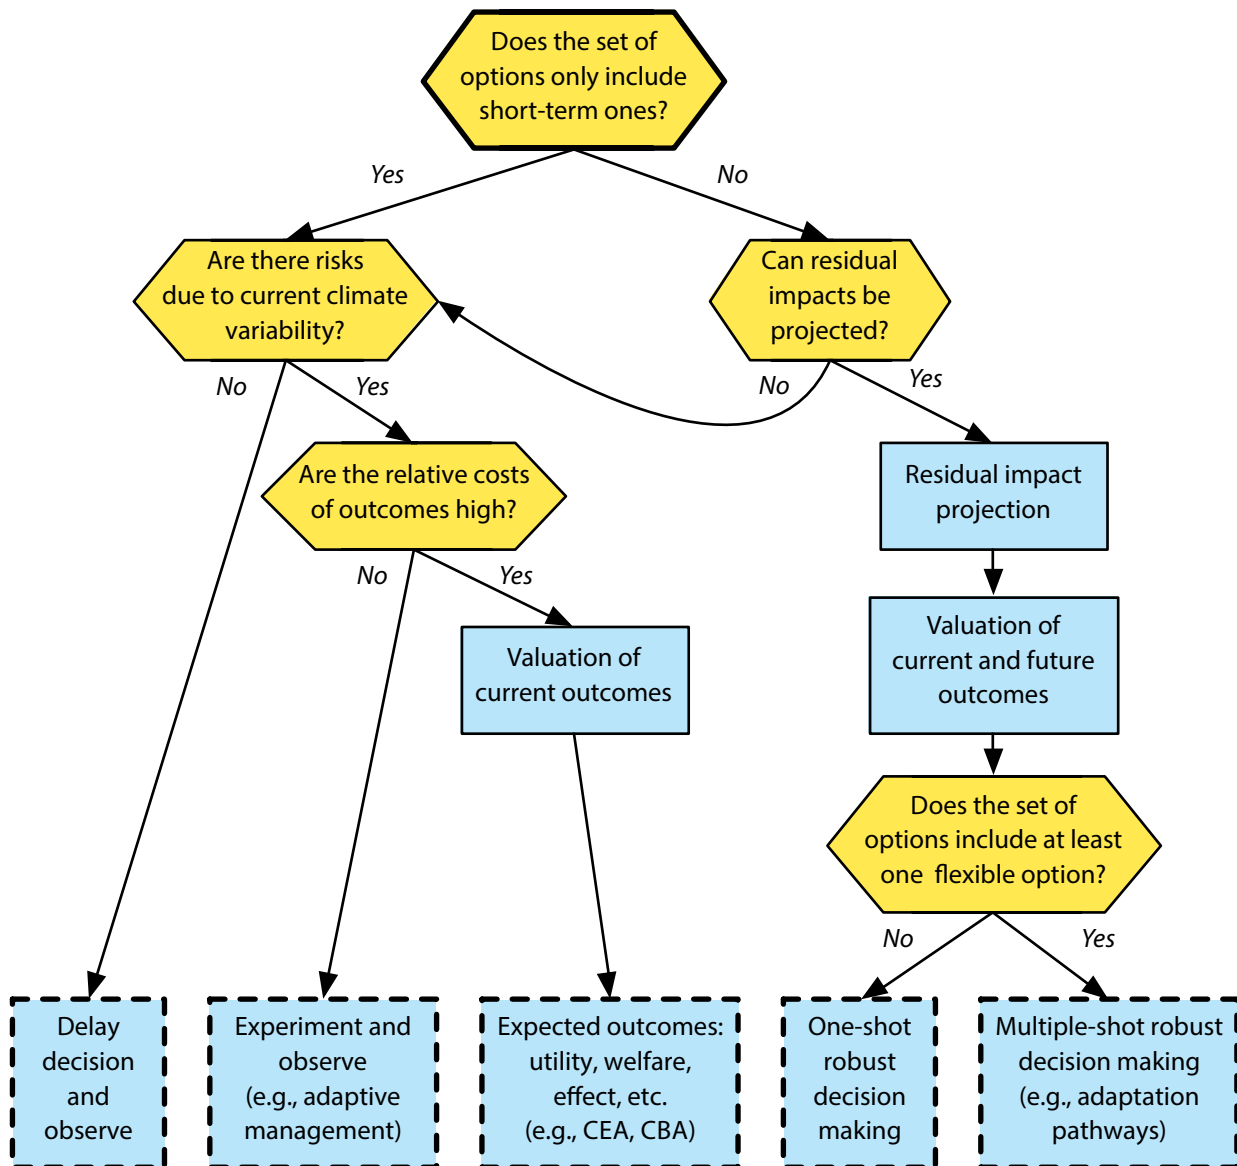 Does the set of
options only include
short-term ones?
Yes
No
Are there risks
due to current climate
variability?
Can residual
impacts be
projected?
No
Yes
No
Yes
Are the relative costs
of outcomes high?
Residual impact
projection
No
Yes
Valuation of
current outcomes
Valuation of
current and future
outcomes
Does the set of
options include at least
one flexible option?
No
Yes
Delay
decision
and
observe
Experiment and
observe
(e.g., adaptive
management)
Expected outcomes:
utility, welfare,
effect, etc.
(e.g., CEA, CBA)
One-shot
robust
decision
making
Multiple-shot robust
decision making
(e.g., adaptation
pathways)